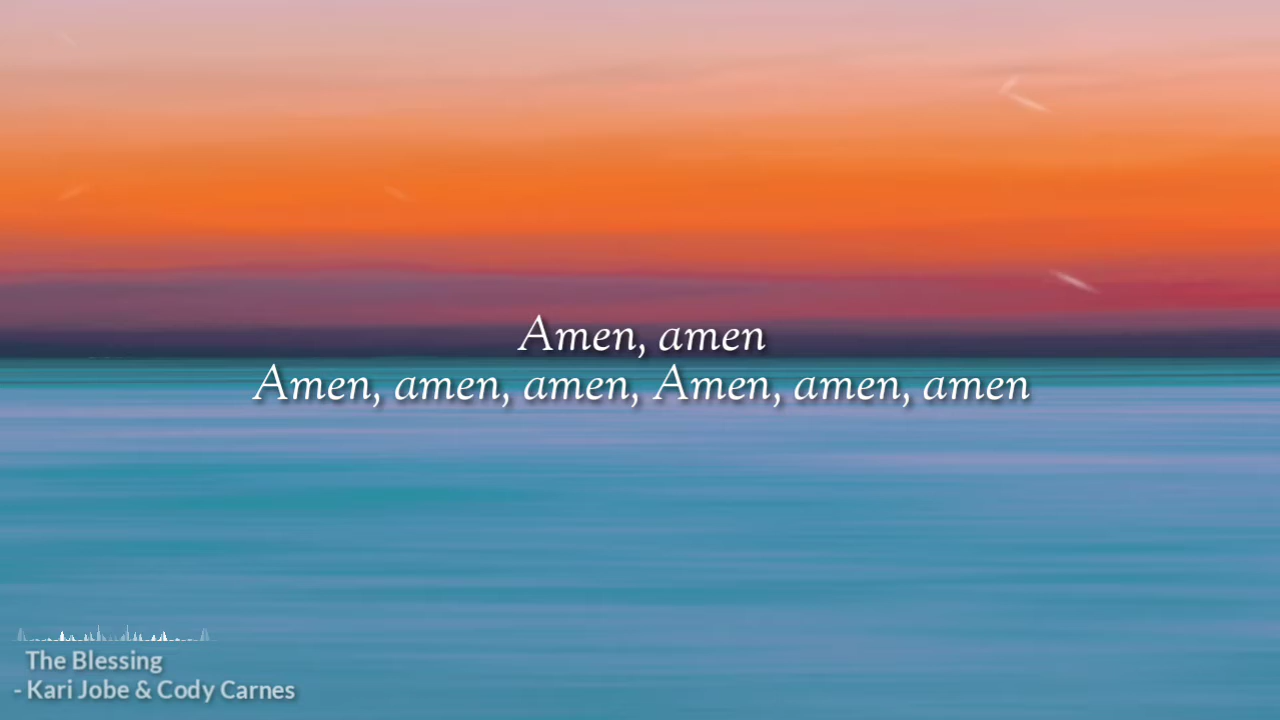 Amen, amen
Amen, amen, amen, Amen, amen, amen
The Blessing
- Kari Jobe & Cody Carnes